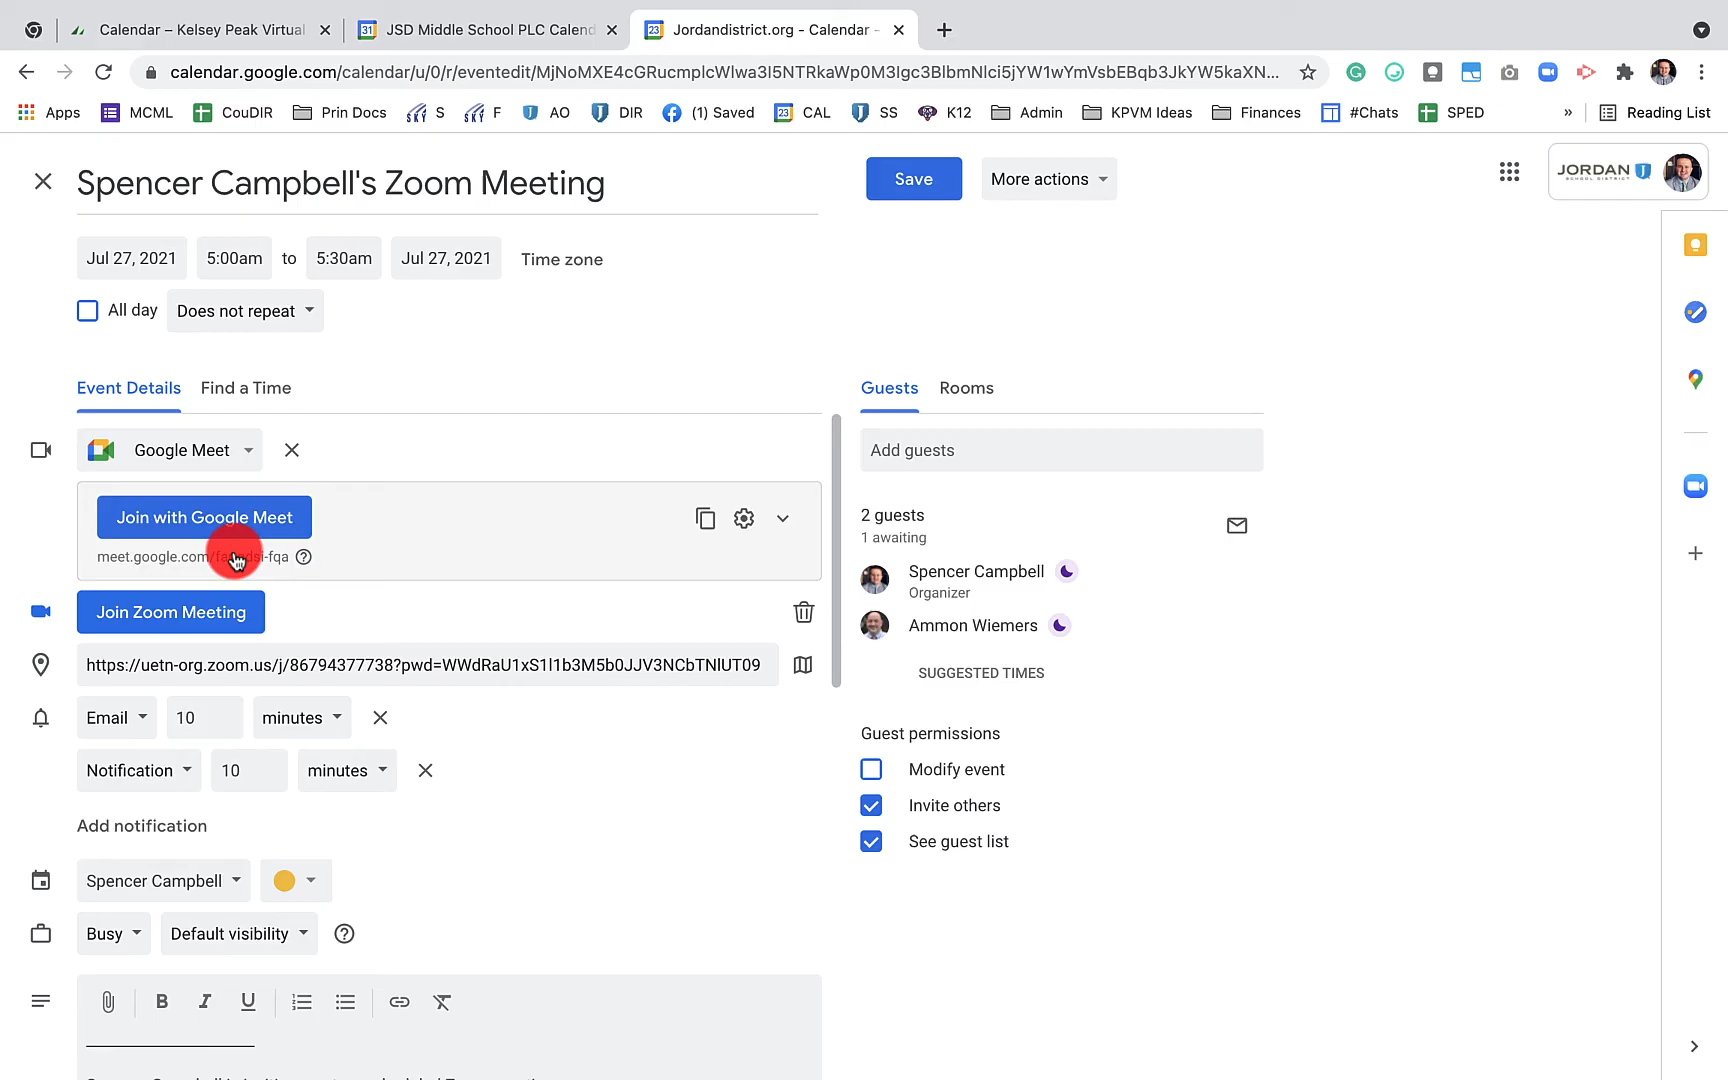 Calendar – Kelsey Peak Virtual
31
JSD Middle School PLC Calend
23
Jordandistrict.org - Calendar -
calendar.google.com/calendar/u/0/r/eventedit/MjNoMXE4cGRucmplcWlwa3I5NTRkaWp0M3Igc3BlbmNlci5jYW1wYmVsbEBqb3JkYW5kaXN...
Apps
MCML
CouDIR
Prin Docs
S
F
AO
DIR
(1) Saved
23
CAL
SS
K12
Admin
KPVM Ideas
Finances
#Chats
SPED
»
Reading List
Spencer Campbell's Zoom Meeting
Save
More actions
JORDAN
SCHOOL DISTRICT
Jul 27, 2021
5:00am
to
5:30am
Jul 27, 2021
Time zone
All day
Does not repeat
Event Details
Find a Time
Guests
Rooms
Google Meet
Add guests
Join with Google Meet
2 guests
1 awaiting
Spencer Campbell
Organizer
Ammon Wiemers
SUGGESTED TIMES
Join Zoom Meeting
https://uetn-org.zoom.us/j/86794377738?pwd=WWdRaU1xS1l1b3M5b0JJV3NCbTNlUT09
Email
10
minutes
Notification
10
minutes
Add notification
Guest permissions
Modify event
Invite others
See guest list
Spencer Campbell
Busy
Default visibility
B
I
U